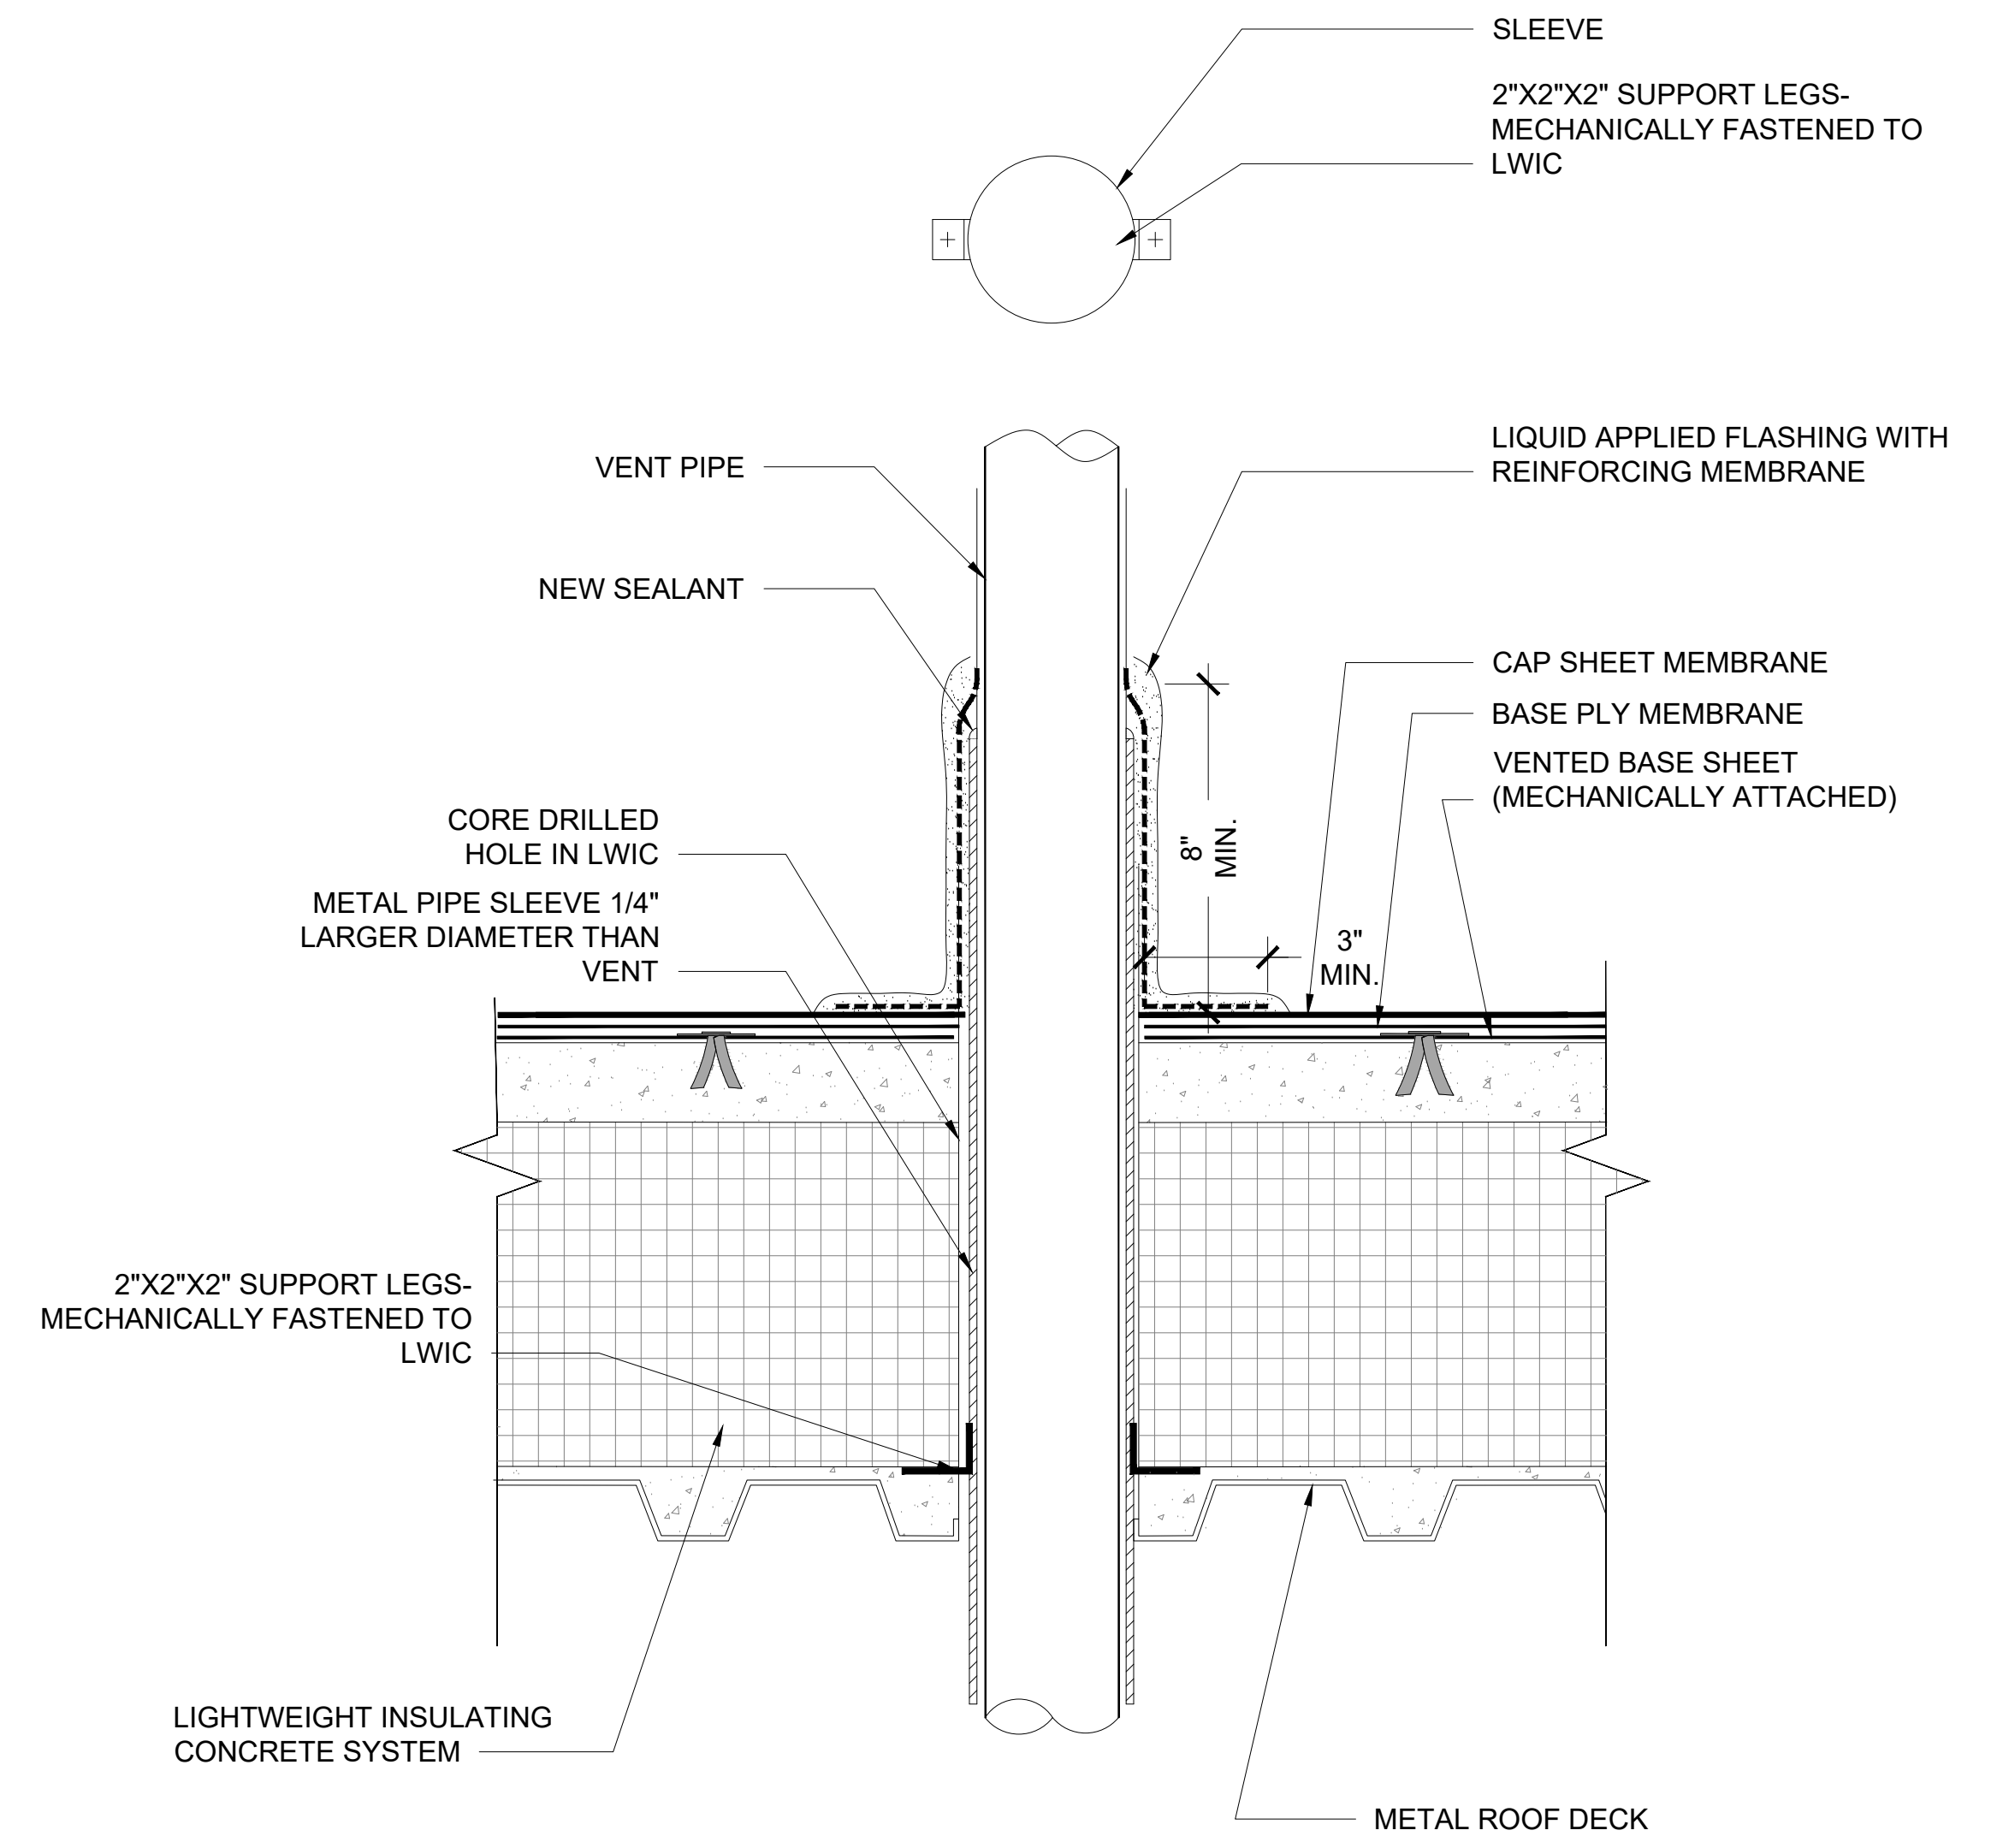 SLEEVE
2"X2"X2" SUPPORT LEGS-
MECHANICALLY FASTENED TO
LWIC
LIQUID APPLIED FLASHING WITH
REINFORCING MEMBRANE
VENT PIPE
NEW SEALANT
CAP SHEET MEMBRANE
BASE PLY MEMBRANE
VENTED BASE SHEET
(MECHANICALLY ATTACHED)
8"
MIN.
3"
MIN.
CORE DRILLED
HOLE IN LWIC
METAL PIPE SLEEVE 1/4"
LARGER DIAMETER THAN
VENT
2"X2"X2" SUPPORT LEGS-
MECHANICALLY FASTENED TO
LWIC
LIGHTWEIGHT INSULATING
CONCRETE SYSTEM
METAL ROOF DECK